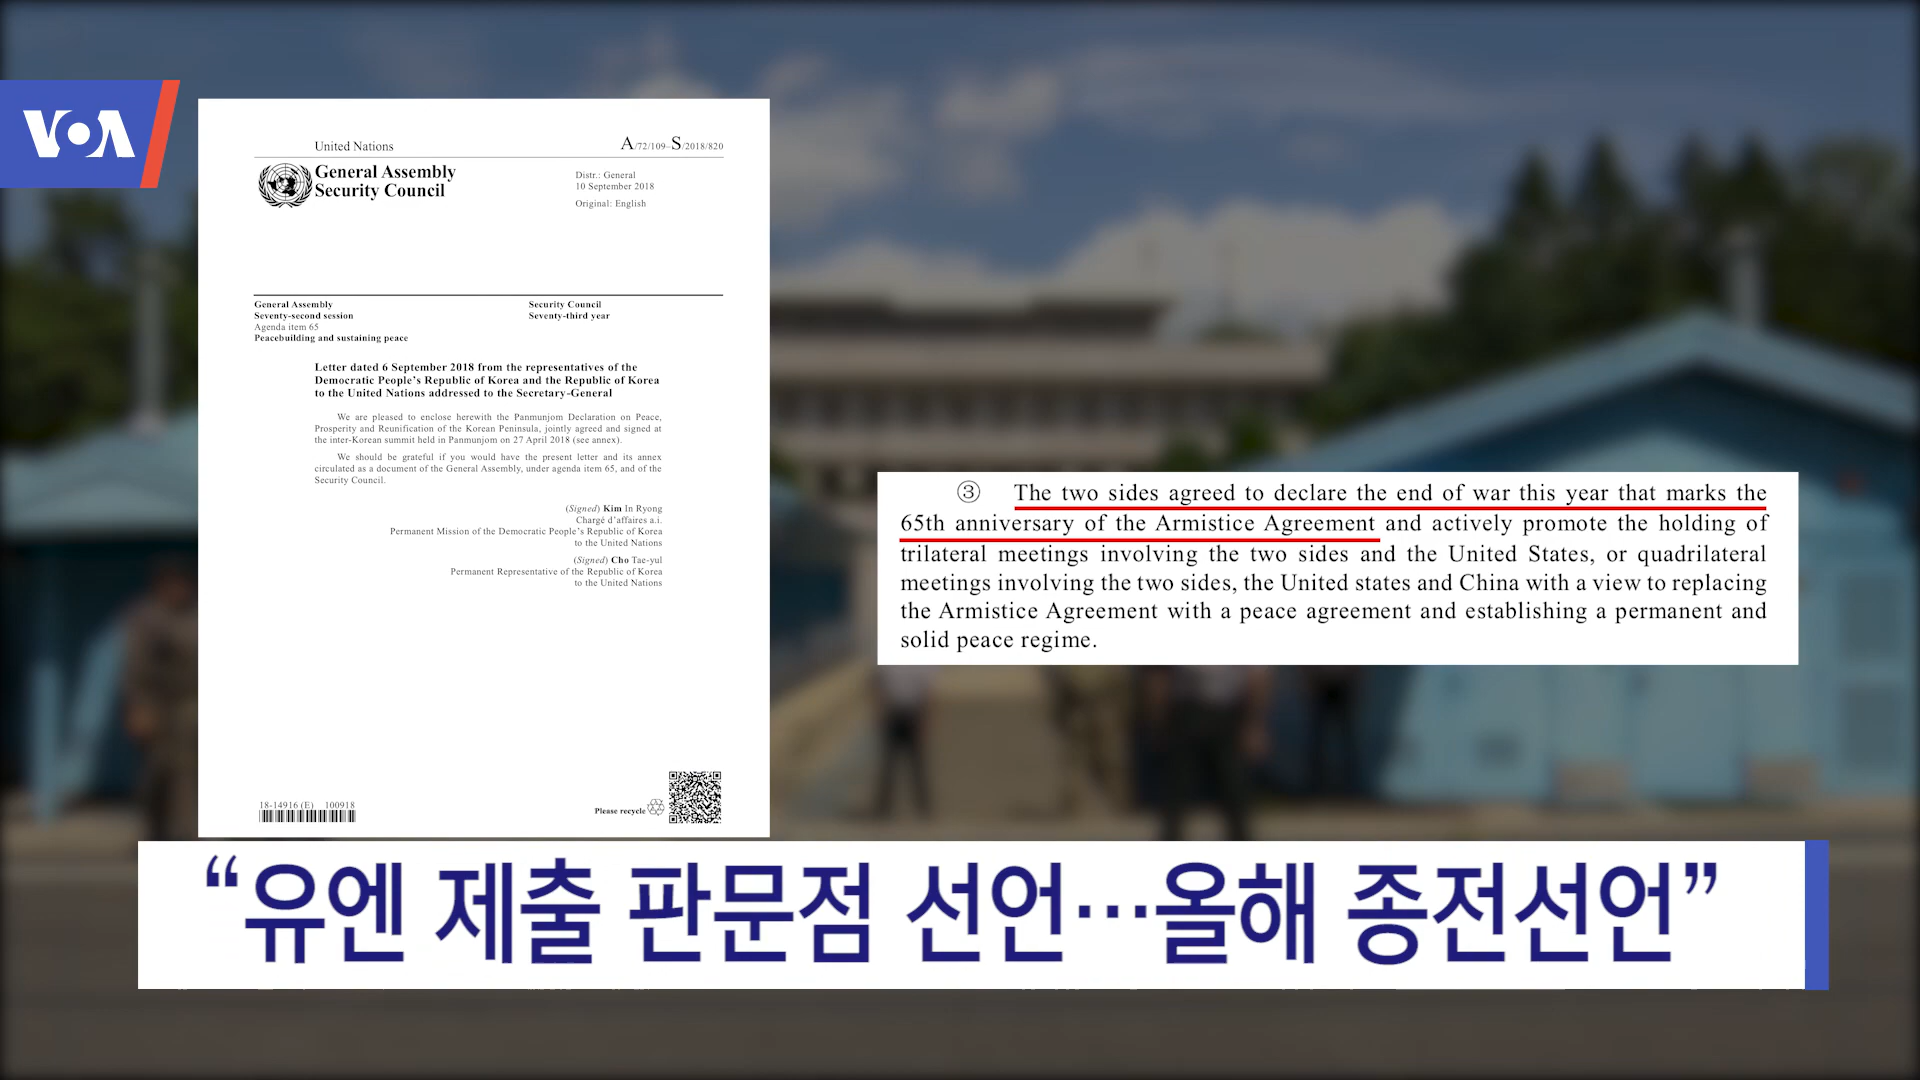 VOA
United Nations
A/72/109–S/2018/820
General Assembly
Security Council
Distr.: General
10 September 2018
Original: English
General Assembly
Seventy-second session
Agenda item 65
Peacebuilding and sustaining peace
Security Council
Seventy-third year
Letter dated 6 September 2018 from the representatives of the
Democratic People's Republic of Korea and the Republic of Korea
to the United Nations addressed to the Secretary-General
We are pleased to enclose herewith the Panmunjom Declaration on Peace,
Prosperity and Reunification of the Korean Peninsula, jointly agreed and signed at
the inter-Korean summit held in Panmunjom on 27 April 2018 (see annex).
We should be grateful if you would have the present letter and its annex
circulated as a document of the General Assembly, under agenda item 65, and of the
Security Council.
(Signed) Kim In Ryong
Chargé d'affaires a.i.
Permanent Mission of the Democratic People's Republic of Korea
to the United Nations
(Signed) Cho Tae-yul
Permanent Representative of the Republic of Korea
to the United Nations
18-14916 (E) 100918
Please recycle
③ The two sides agreed to declare the end of war this year that marks the
65th anniversary of the Armistice Agreement and actively promote the holding of
trilateral meetings involving the two sides and the United States, or quadrilateral
meetings involving the two sides, the United states and China with a view to replacing
the Armistice Agreement with a peace agreement and establishing a permanent and
solid peace regime.
“유엔 제출 판문점 선언…올해 종전선언”